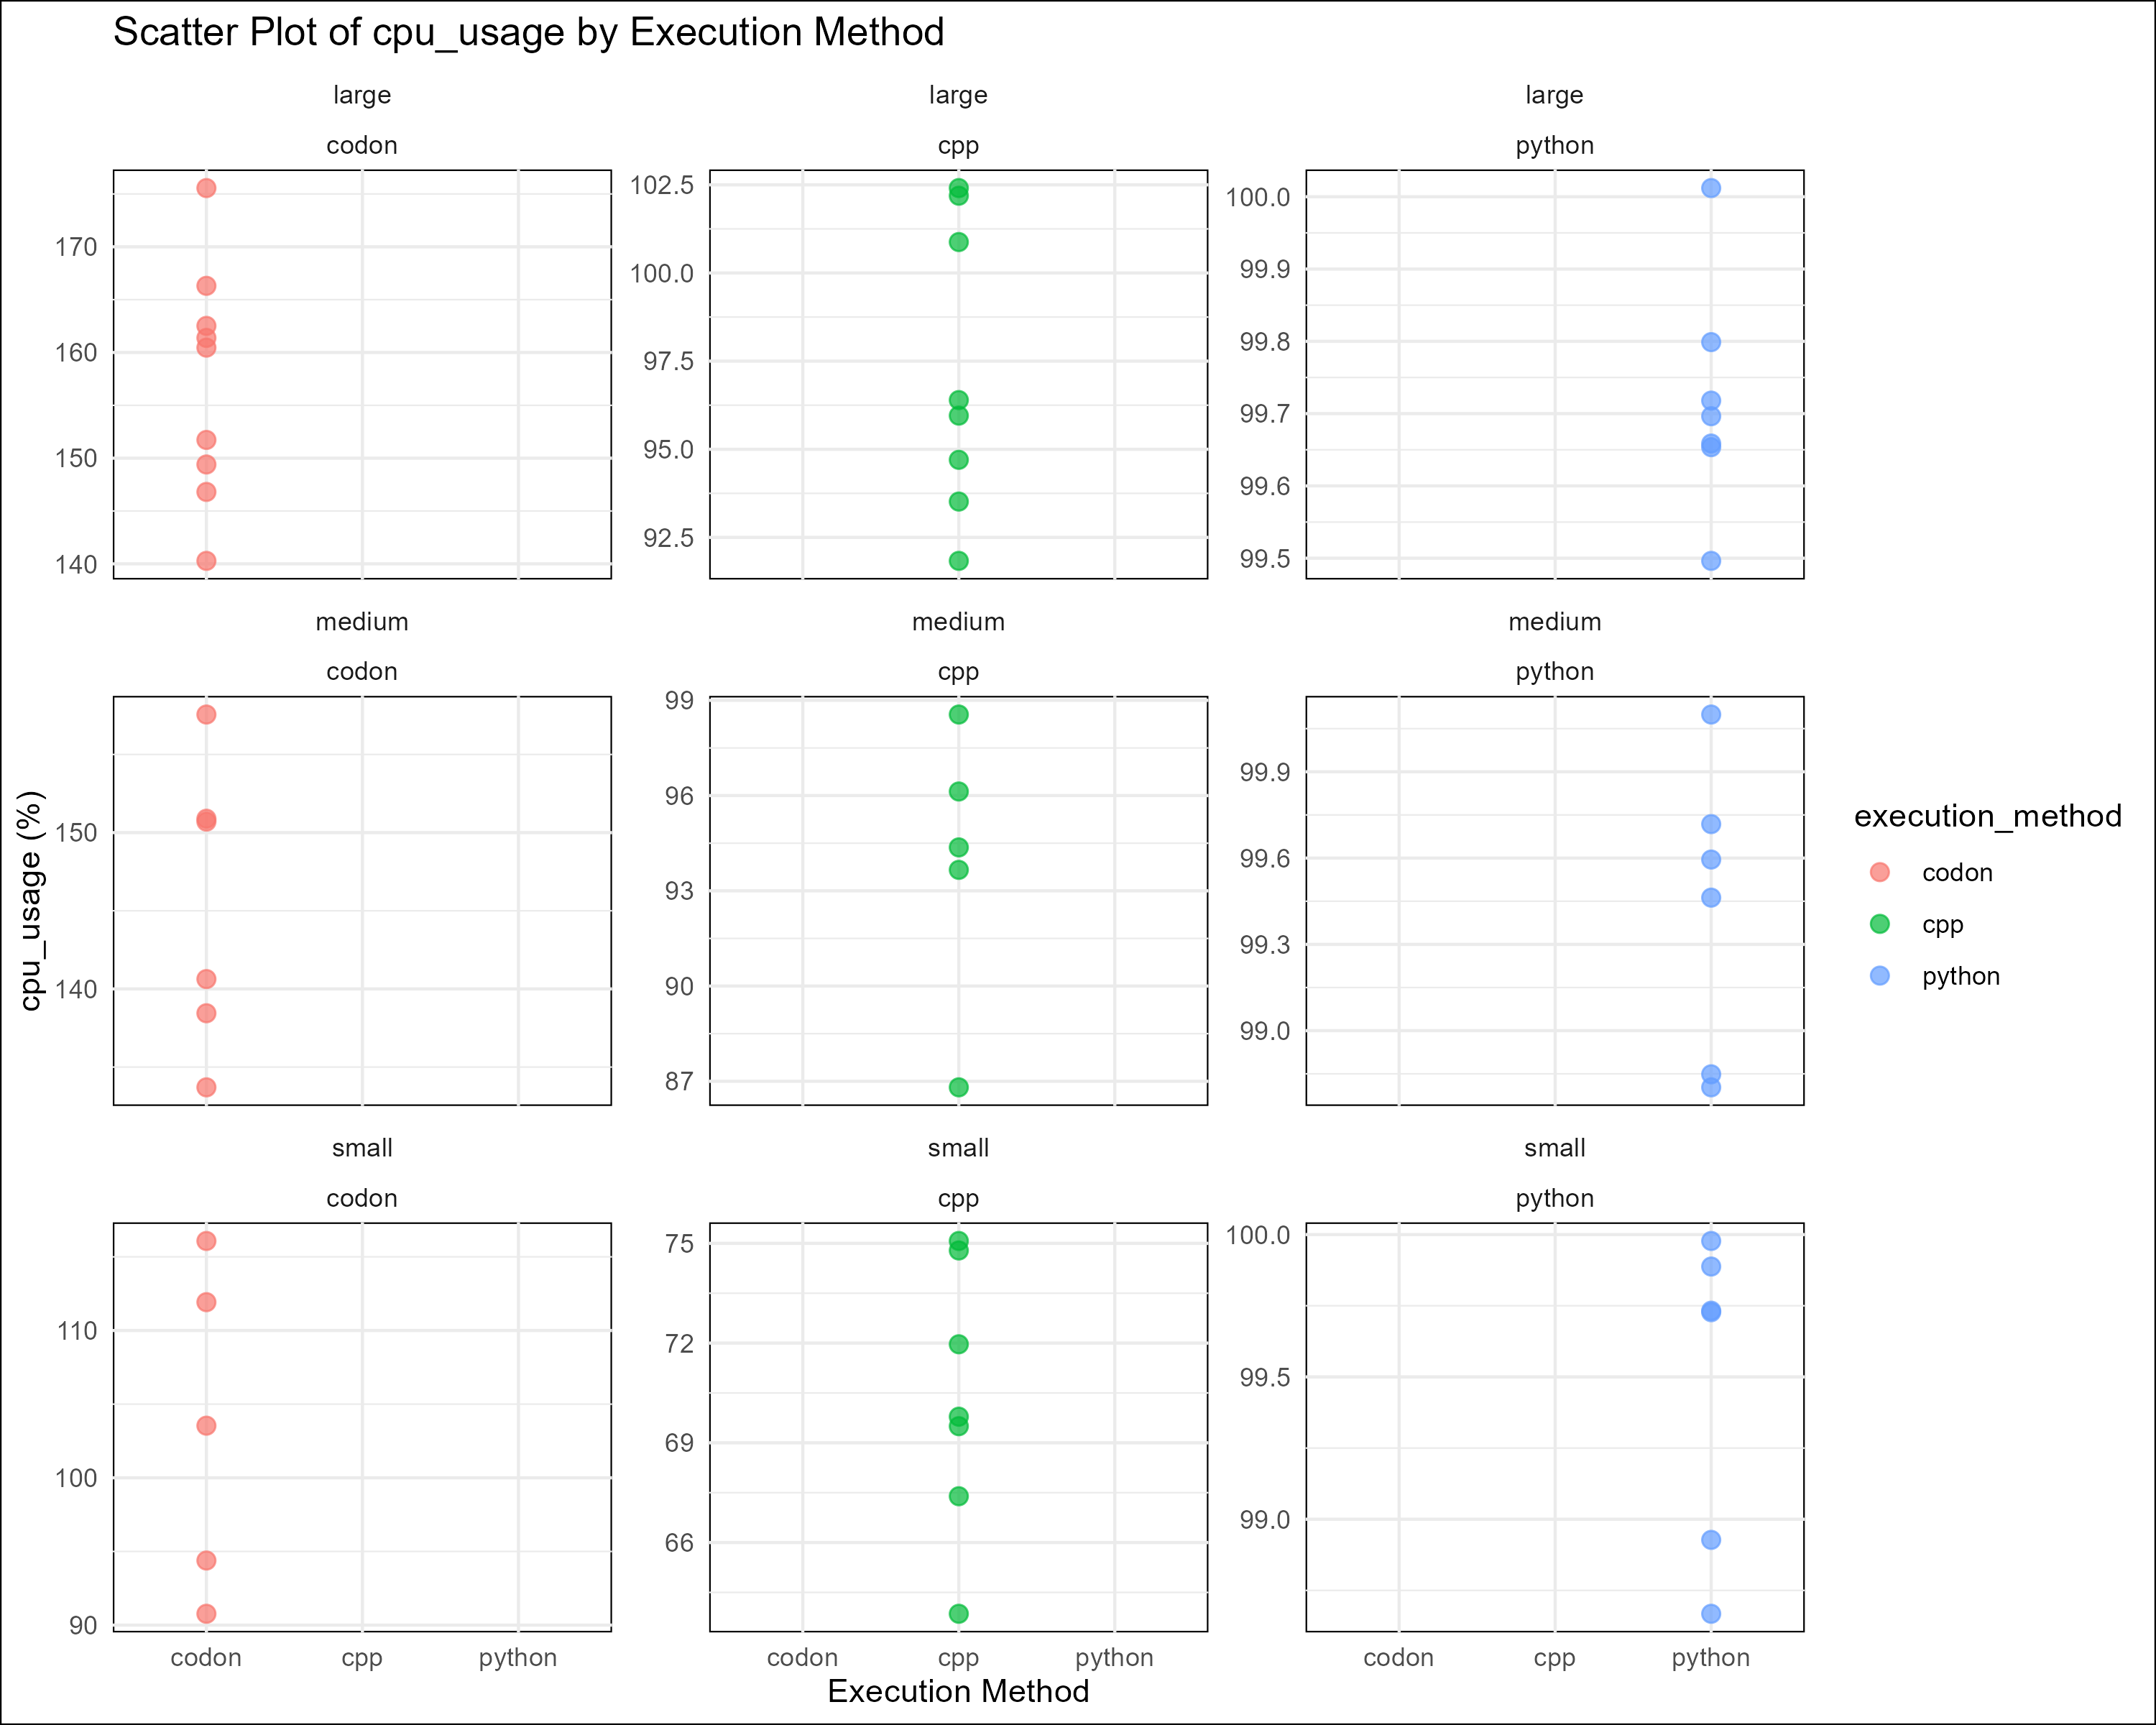 Scatter Plot of cpu_usage by Execution Method
large
large
large
codon
cpp
python
170
160
150
140
102.5
100.0
97.5
95.0
92.5
100.0
99.9
99.8
99.7
99.6
99.5
medium
medium
medium
codon
cpp
python
150
140
99
96
93
90
87
99.9
99.6
99.3
99.0
cpu_usage (%)
execution_method
codon
cpp
python
small
small
small
codon
cpp
python
110
100
90
75
72
69
66
100.0
99.5
99.0
codon cpp python
codon cpp python
codon cpp python
Execution Method